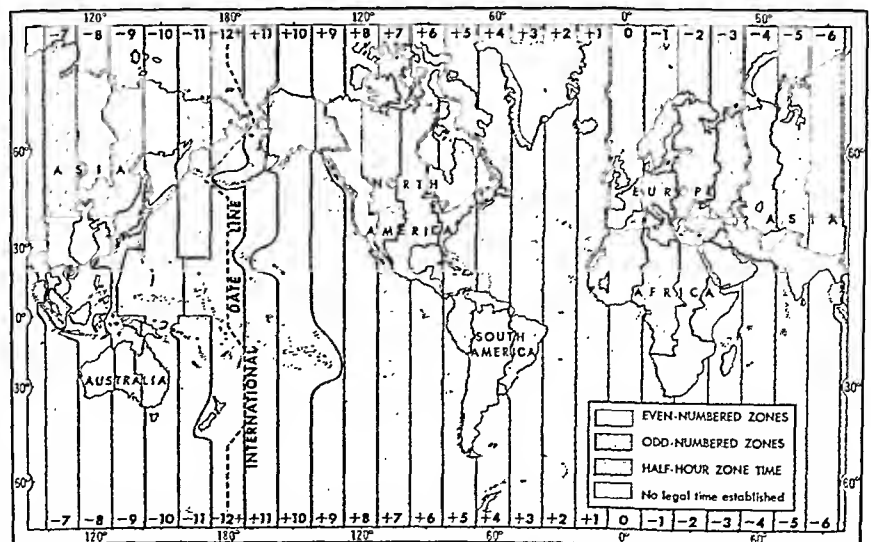 120° 180° 120° 60° 0° 50°
-7 -8 -9 -10 -11 -12+ +11 +10 +9 +8 +7 +6 +5 +4 +3 +2 +1 0 -1 -2 -3 -4 -5 -6
60° 60°
ASIA NORTH EUROPE
AMERICA ASIA
30° 30°
INTERNATIONAL DATE LINE
AFRICA
0° 0°
SOUTH
AMERICA
AUSTRALIA
30° 30°
EVEN-NUMBERED ZONES
ODD-NUMBERED ZONES
HALF-HOUR ZONE TIME
No legal time established
60° 60°
-7 -8 -9 -10 -11 -12+ +11 +10 +9 +8 +7 +6 +5 +4 +3 +2 +1 0 -1 -2 -3 -4 -5 -6
120° 180° 120° 60° 0° 60°